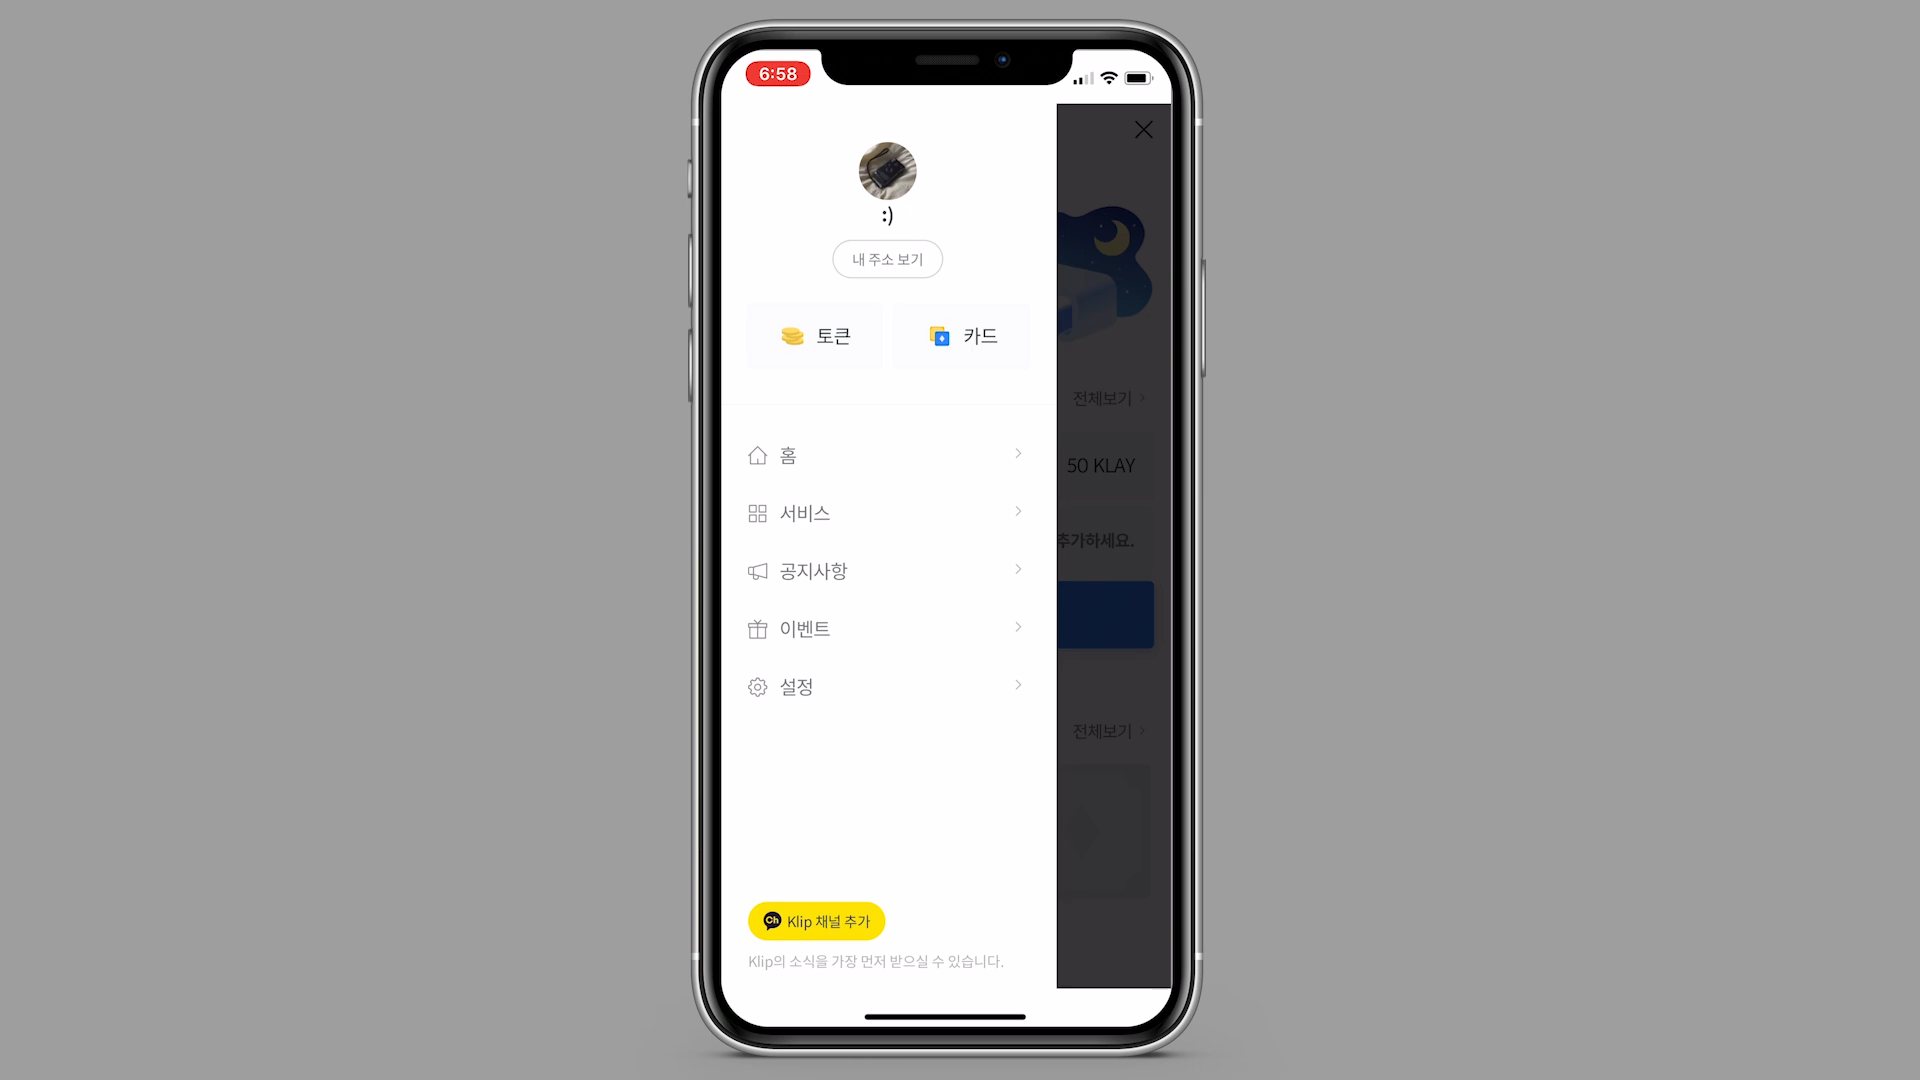 6:58
:)
내 주소 보기
토큰
카드
전체보기
홈
50 KLAY
서비스
추가하세요.
공지사항
이벤트
설정
전체보기
Ch Klip 채널 추가
Klip의 소식을 가장 먼저 받으실 수 있습니다.